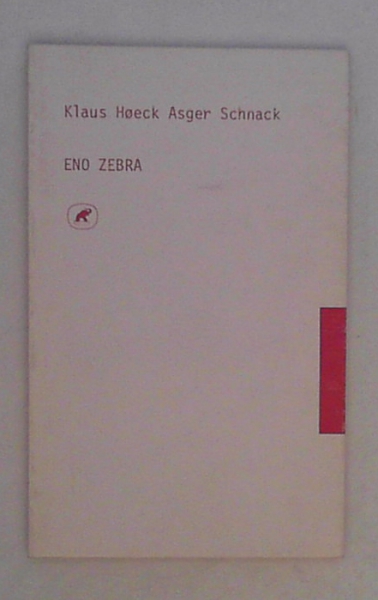 Klaus Høeck Asger Schnack
ENO ZEBRA